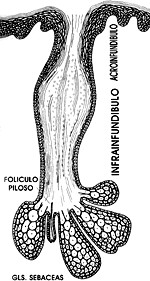 ACROINFUNDIBULO
INFRAINFUNDIBULO
FOLICULO
PILOSO
GLS. SEBACEAS